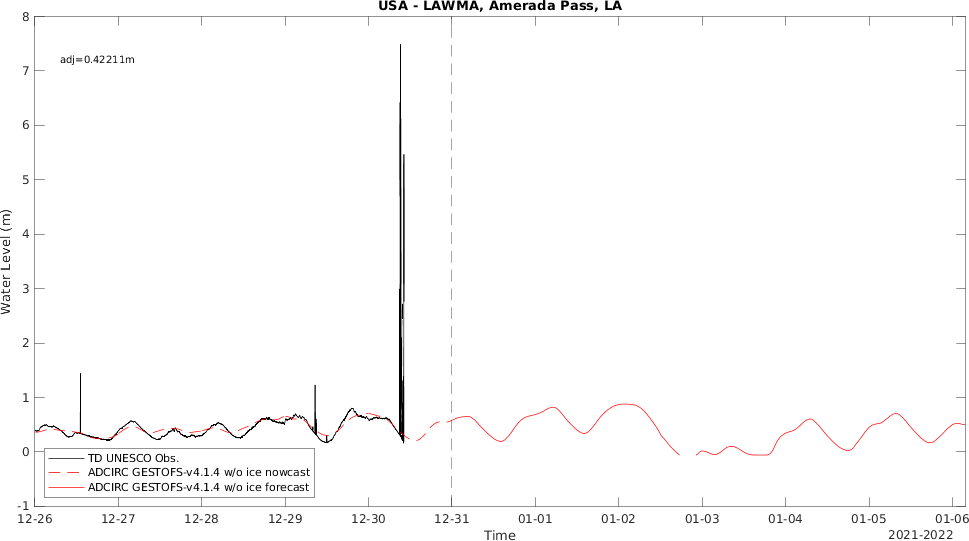 USA - LAWMA, Amerada Pass, LA
adj=0.42211m
8
7
6
5
4
3
2
1
0
-1
Water Level (m)
TD UNESCO Obs.
ADCIRC GESTOFS-v4.1.4 w/o ice nowcast
ADCIRC GESTOFS-v4.1.4 w/o ice forecast
12-26 12-27 12-28 12-29 12-30 12-31 01-01 01-02 01-03 01-04 01-05 01-06
Time
2021-2022